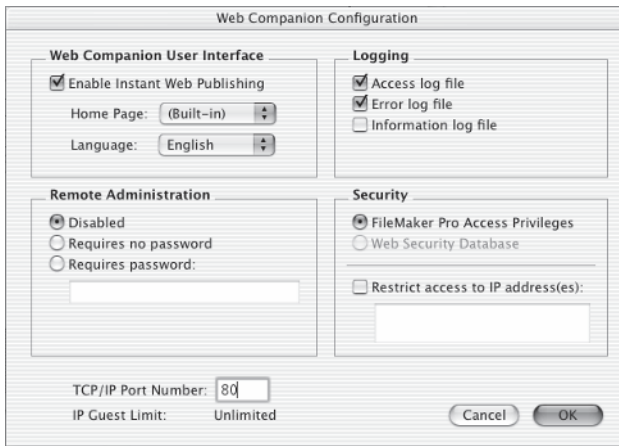 Web Companion Configuration
Web Companion User Interface
Enable Instant Web Publishing
Home Page: (Built-in)
Language: English
Logging
Access log file
Error log file
Information log file
Remote Administration
Disabled
Requires no password
Requires password:
Security
FileMaker Pro Access Privileges
Web Security Database
Restrict access to IP address(es):
TCP/IP Port Number: 80
IP Guest Limit: Unlimited
Cancel
OK